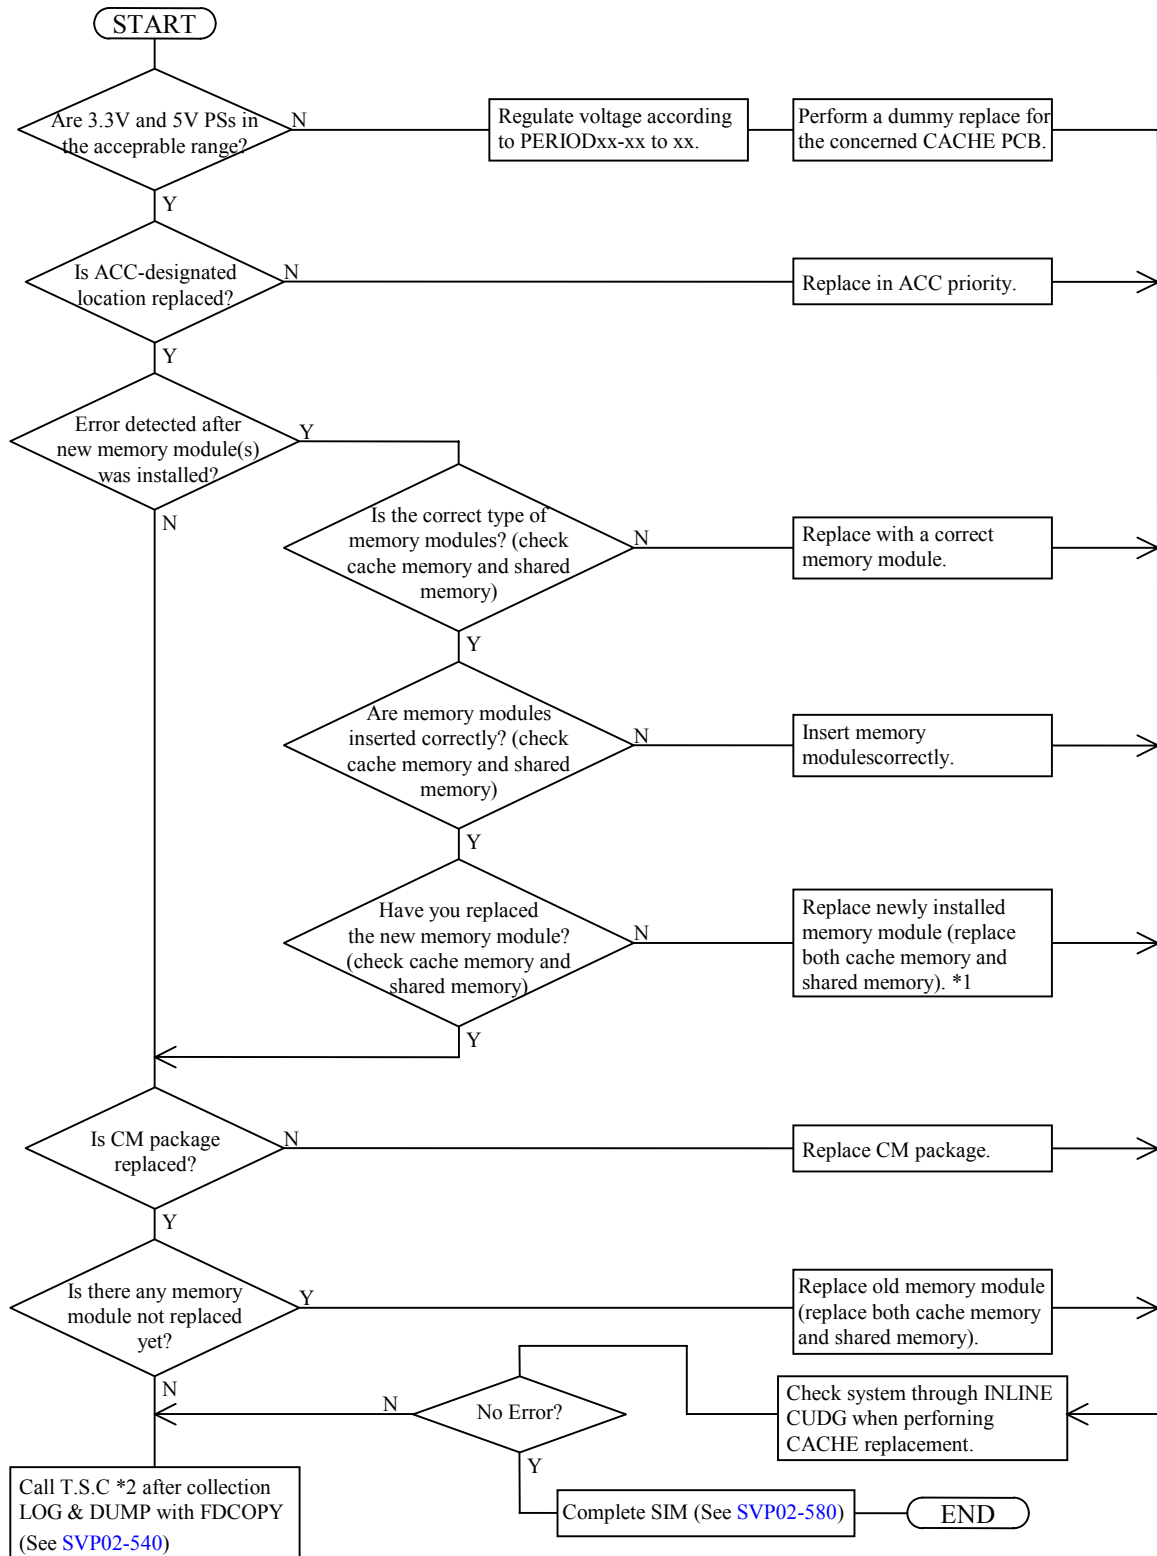 START
Are 3.3V and 5V PSs in
the acceprable range?
N
Regulate voltage according
to PERIODxx-xx to xx.
Perform a dummy replace for
the concerned CACHE PCB.
Y
Is ACC-designated
location replaced?
N
Replace in ACC priority.
Y
Error detected after
new memory module(s)
was installed?
Y
N
Is the correct type of
memory modules? (check
cache memory and shared
memory)
N
Replace with a correct
memory module.
Y
Are memory modules
inserted correctly? (check
cache memory and shared
memory)
N
Insert memory
modulescorrectly.
Y
Have you replaced
the new memory module?
(check cache memory and
shared memory)
N
Replace newly installed
memory module (replace
both cache memory and
shared memory). *1
Y
Is CM package
replaced?
N
Replace CM package.
Y
Is there any memory
module not replaced
yet?
Y
Replace old memory module
(replace both cache memory
and shared memory).
N
N
No Error?
Check system through INLINE
CUDG when perforning
CACHE replacement.
Y
Call T.S.C *2 after collection
LOG & DUMP with FDCOPY
(See SVP02-540)
Complete SIM (See SVP02-580)
END